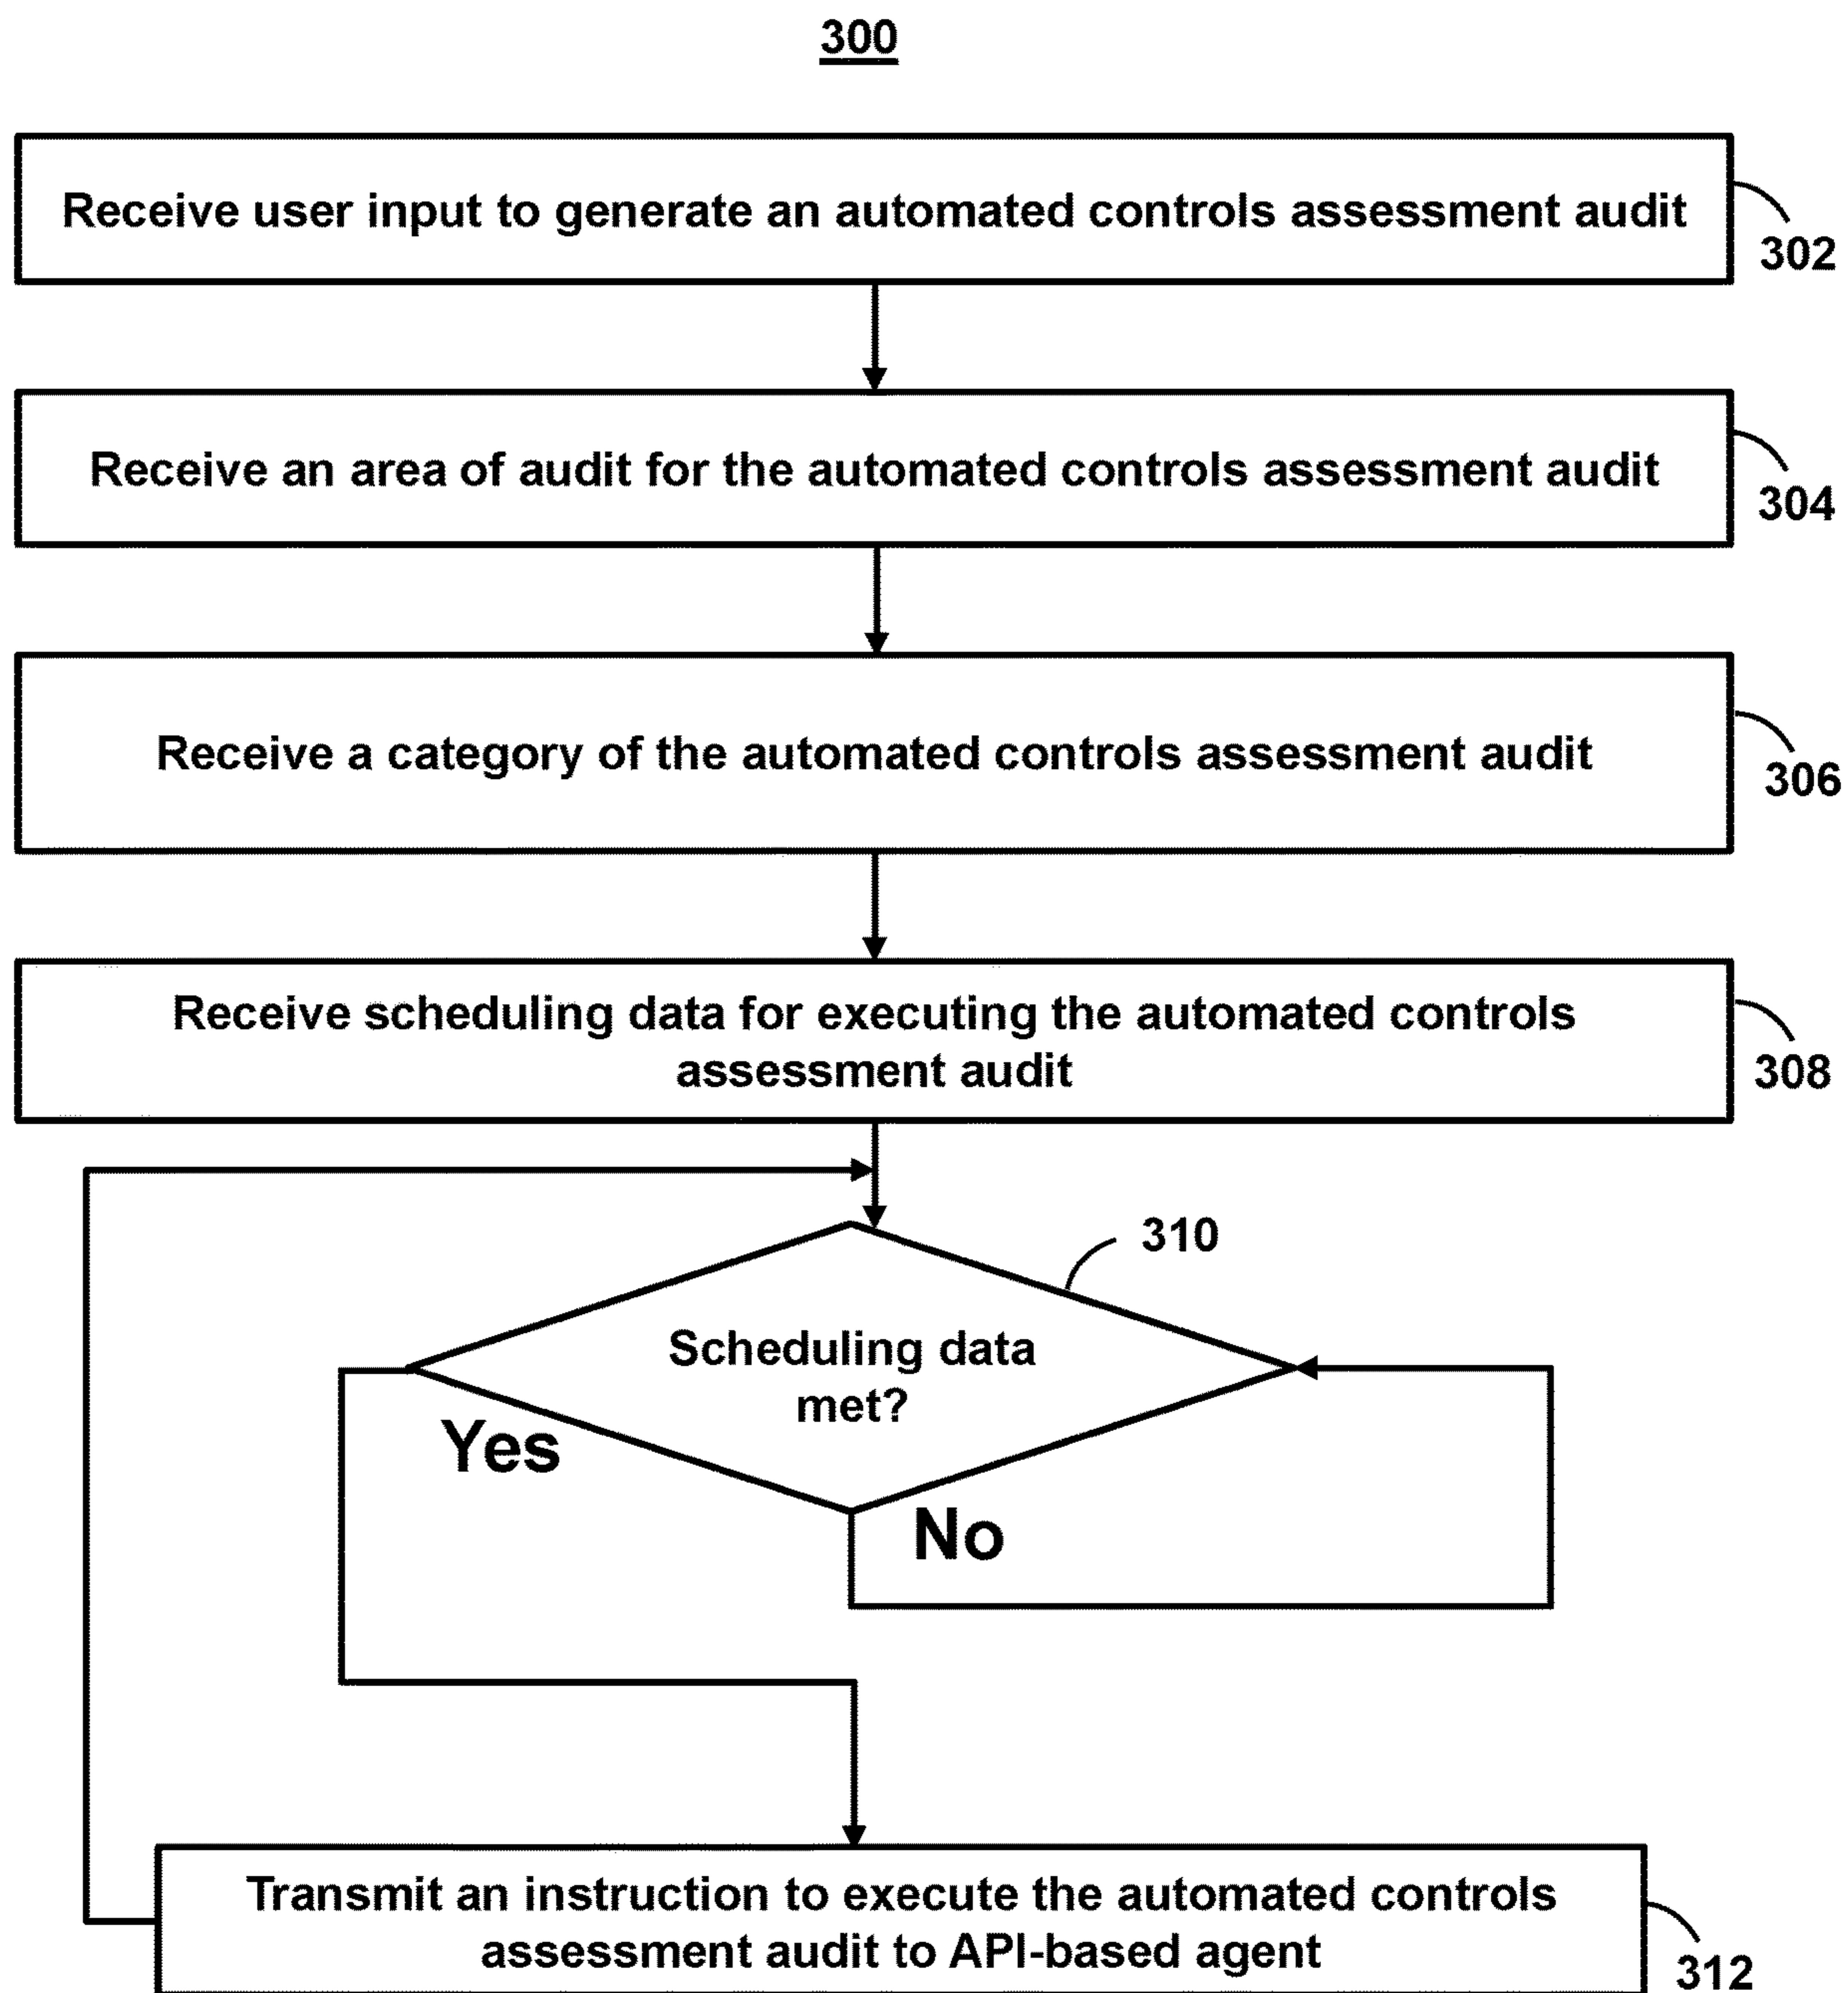 300
Receive user input to generate an automated controls assessment audit
302
Receive an area of audit for the automated controls assessment audit
304
Receive a category of the automated controls assessment audit
306
Receive scheduling data for executing the automated controls
assessment audit
308
310
Scheduling data
met?
Yes
No
Transmit an instruction to execute the automated controls
assessment audit to API-based agent
312